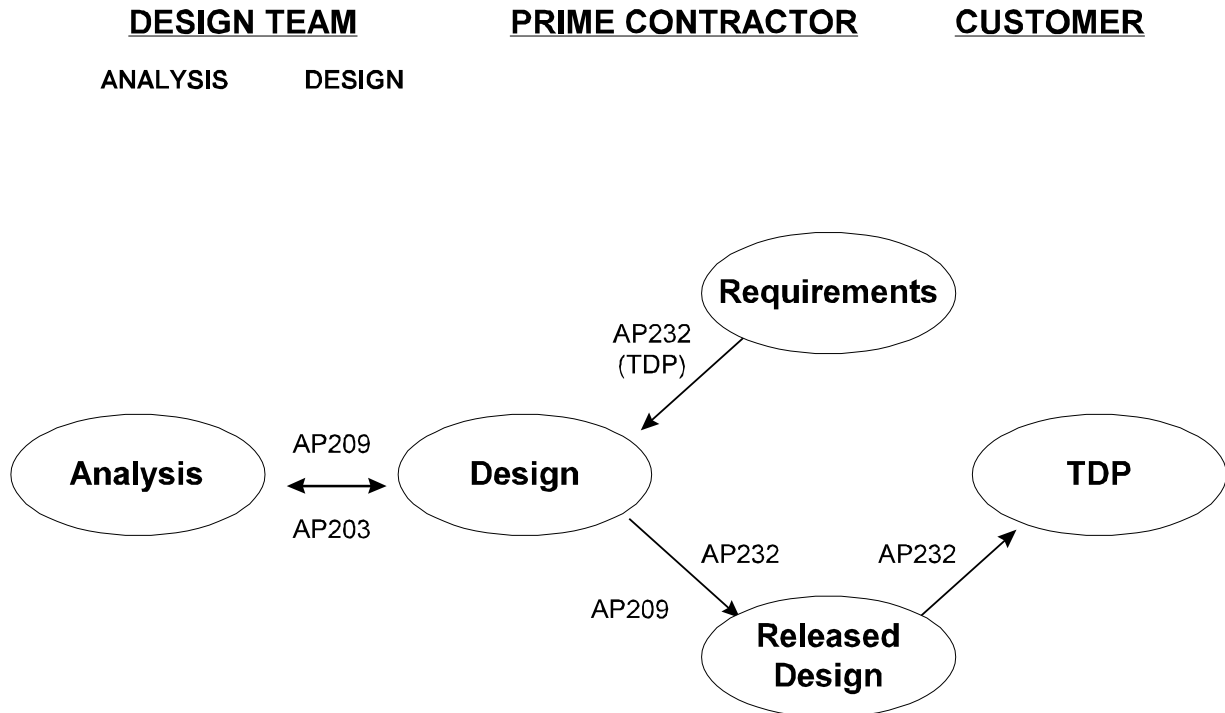 DESIGN TEAM PRIME CONTRACTOR CUSTOMER
ANALYSIS DESIGN
Requirements
AP232
(TDP)
AP209
Analysis Design TDP
AP203
AP232 AP232
AP209
Released
Design